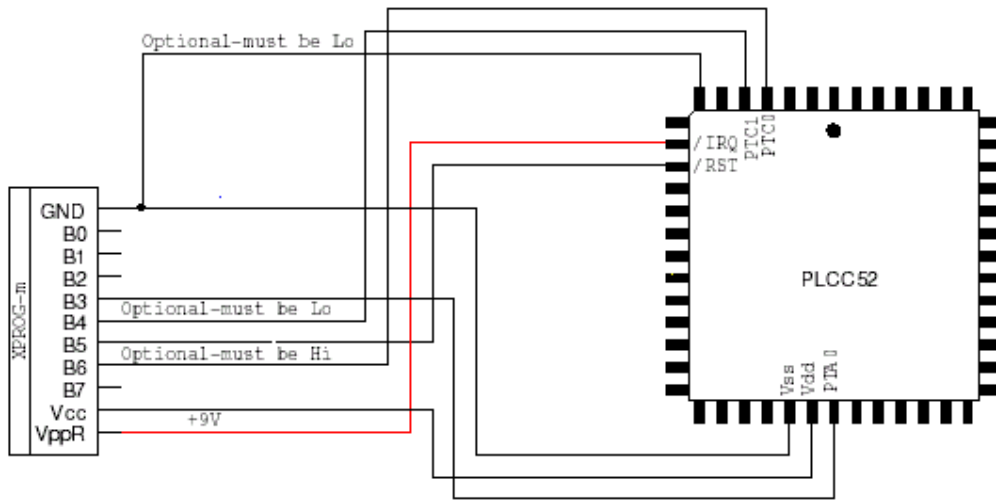 Optional-must be Lo
PTC1
PTC0
/IRQ
/RST
XPROG-m
GND
B0
B1
B2
B3
Optional-must be Lo
B4
B5
Optional-must be Hi
B6
B7
Vcc
+9V
VppR
PLCC52
Vss
Vdd
PTA0